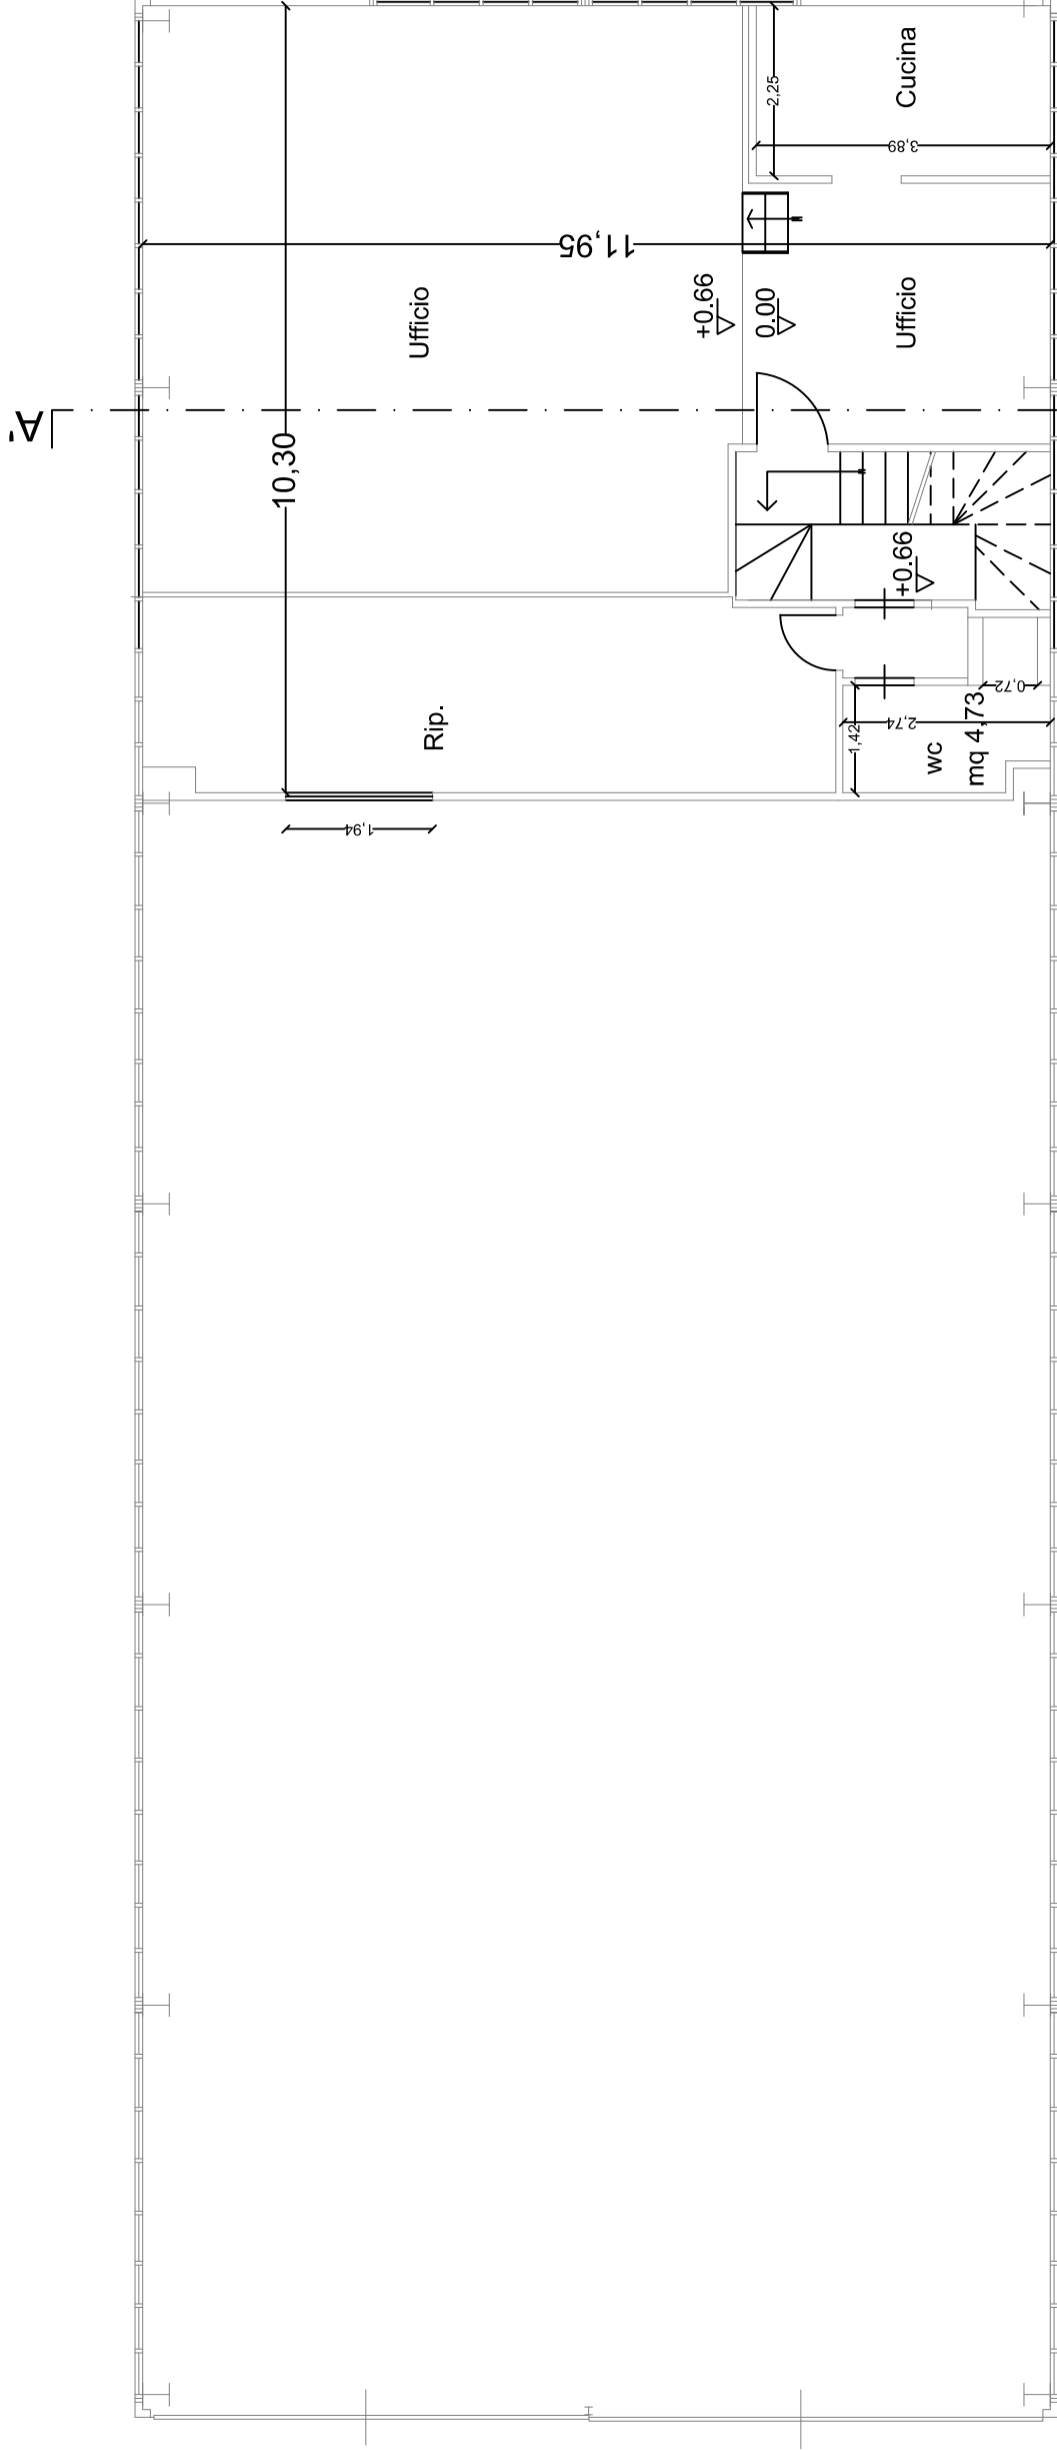 A'
2,25
Cucina
3,89
11,95
Ufficio
+0.66
0.00
Ufficio
10,30
+0.66
Rip.
0,72
2,74
1,42
wc
mq 4,73
1,94